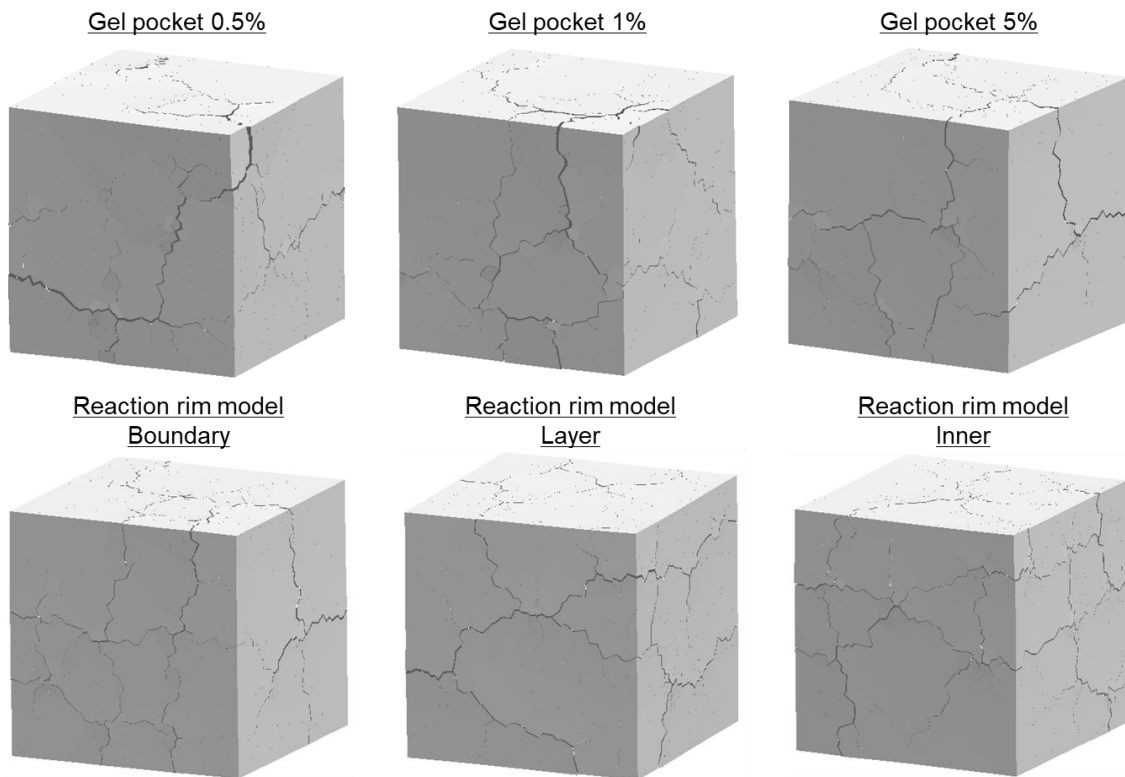 Gel pocket 0.5%
Gel pocket 1%
Gel pocket 5%
Reaction rim model
Boundary
Reaction rim model
Layer
Reaction rim model
Inner